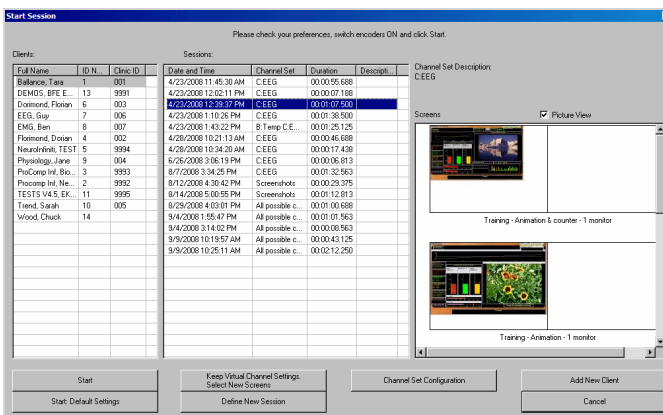 Start Session
Please check your preferences, switch encoders ON and click Start.
Clients:
Sessions:
Full Name ID N... Clinic ID
Ballance, Tara 1 001
DEMOS, BFE E... 13 9991
Dorimond, Florian 6 003
EEG, Guy 7 006
EMG, Ben 8 007
Florimond, Dorian 4 002
NeuroInfiniti, TEST 5 9994
Physiology, Jane 9 004
ProComp Inf, Bio... 3 9993
Procomp Inf, Ne... 2 9992
TESTS V4.5, EK... 11 9995
Trend, Sarah 10 005
Wood, Chuck 14
Date and Time Channel Set Duration Descripti...
4/23/2008 11:45:30 AM C:EEG 00:00:55.688
4/23/2008 12:02:11 PM C:EEG 00:00:07.188
4/23/2008 12:39:37 PM C:EEG 00:01:07.500
4/23/2008 1:10:26 PM C:EEG 00:01:38.500
4/23/2008 1:43:22 PM B:Temp C:E... 00:01:25.125
4/28/2008 10:21:13 AM C:EEG 00:00:46.688
4/28/2008 10:34:20 AM C:EEG 00:00:17.438
6/26/2008 3:06:19 PM C:EEG 00:00:06.813
8/7/2008 3:34:25 PM C:EEG 00:01:32.563
8/12/2008 4:30:42 PM Screenshots 00:00:29.375
8/14/2008 5:00:55 PM Screenshots 00:01:12.813
8/29/2008 4:03:01 PM All possible c... 00:01:00.688
9/4/2008 1:55:47 PM All possible c... 00:01:01.563
9/4/2008 3:14:02 PM All possible c... 00:00:08.563
9/9/2008 10:19:57 AM All possible c... 00:00:43.125
9/9/2008 10:25:11 AM All possible c... 00:02:12.250
Channel Set Description:
C:EEG
Screens
Picture View
Training - Animation & counter - 1 monitor
Training - Animation - 1 monitor
Start
Keep Virtual Channel Settings.
Select New Screens
Channel Set Configuration
Add New Client
Start: Default Settings
Define New Session
Cancel